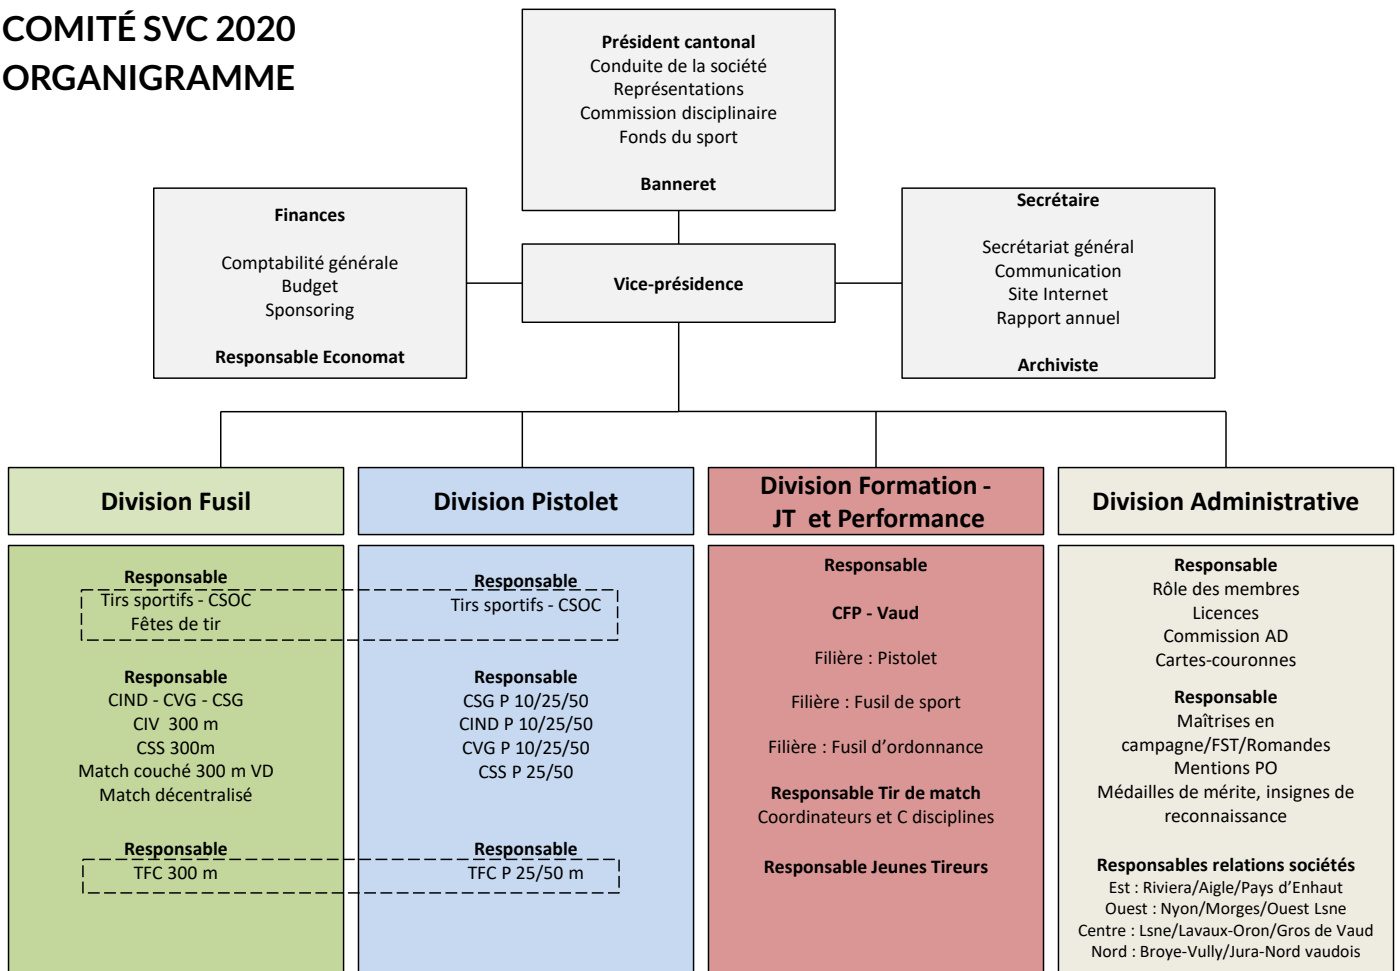 COMITÉ SVC 2020
ORGANIGRAMME
Président cantonal
Conduite de la société
Représentations
Commission disciplinaire
Fonds du sport
Banneret
Finances
Comptabilité générale
Budget
Sponsoring
Responsable Economat
Vice-présidence
Secrétaire
Secrétariat général
Communication
Site Internet
Rapport annuel
Archiviste
Division Fusil
Responsable
Tirs sportifs - CSOC
Fêtes de tir
Responsable
CIND - CVG - CSG
CIV 300 m
CSS 300m
Match couché 300 m VD
Match décentralisé
Responsable
TFC 300 m
Division Pistolet
Responsable
Tirs sportifs - CSOC
Responsable
CSG P 10/25/50
CIND P 10/25/50
CVG P 10/25/50
CSS P 25/50
Responsable
TFC P 25/50 m
Division Formation -
JT et Performance
Responsable
CFP - Vaud
Filière : Pistolet
Filière : Fusil de sport
Filière : Fusil d’ordonnance
Responsable Tir de match
Coordinateurs et C disciplines
Responsable Jeunes Tireurs
Division Administrative
Responsable
Rôle des membres
Licences
Commission AD
Cartes-couronnes
Responsable
Maîtrises en
campagne/FST/Romandes
Mentions PO
Médailles de mérite, insignes de
reconnaissance
Responsables relations sociétés
Est : Riviera/Aigle/Pays d’Enhaut
Ouest : Nyon/Morges/Ouest Lsne
Centre : Lsne/Lavaux-Oron/Gros de Vaud
Nord : Broye-Vully/Jura-Nord vaudois